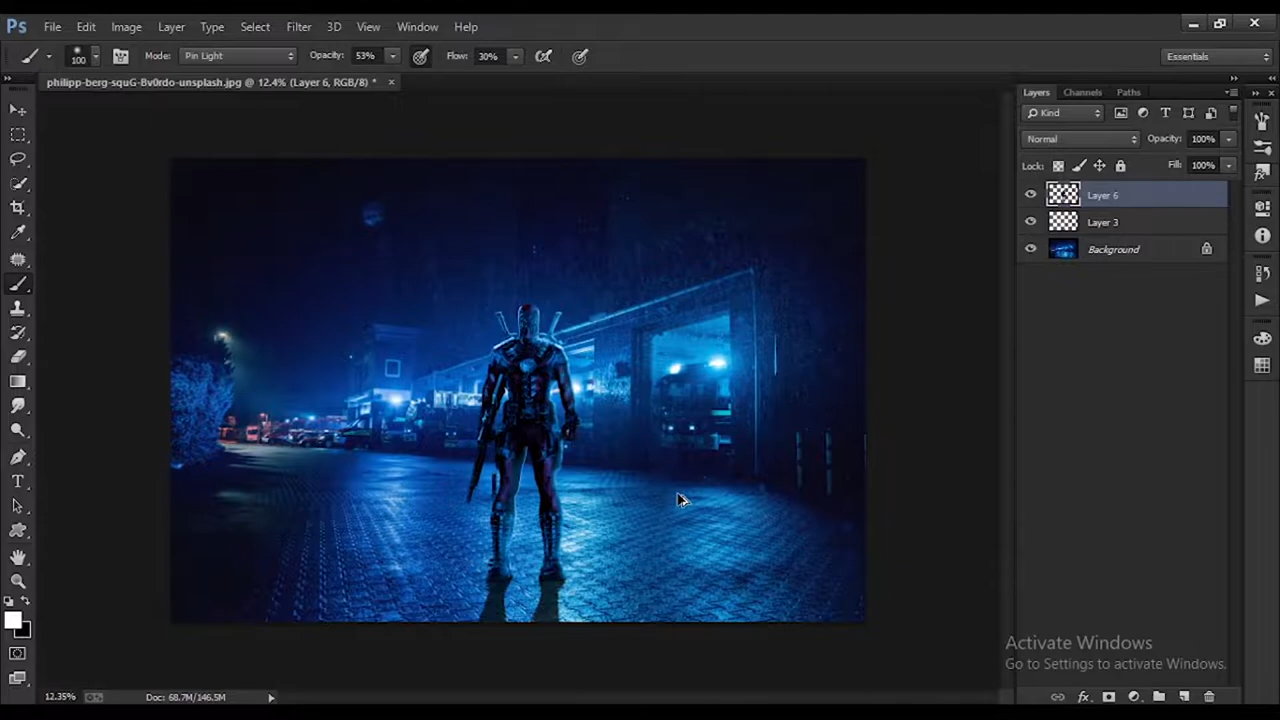 Ps File Edit Image Layer Type Select Filter 3D View Window Help
100 Mode: Pin Light Opacity: 53% Flow: 30% Essentials
philipp-berg-squG-Bv0rdo-unsplash.jpg @ 12.4% (Layer 6, RGB/8) *
Layers Channels Paths
Kind
Normal Opacity: 100%
Lock: Fill: 100%
Layer 6
Layer 3
Background
Activate Windows
Go to Settings to activate Windows.
12.35% Doc: 68.7M/146.5M